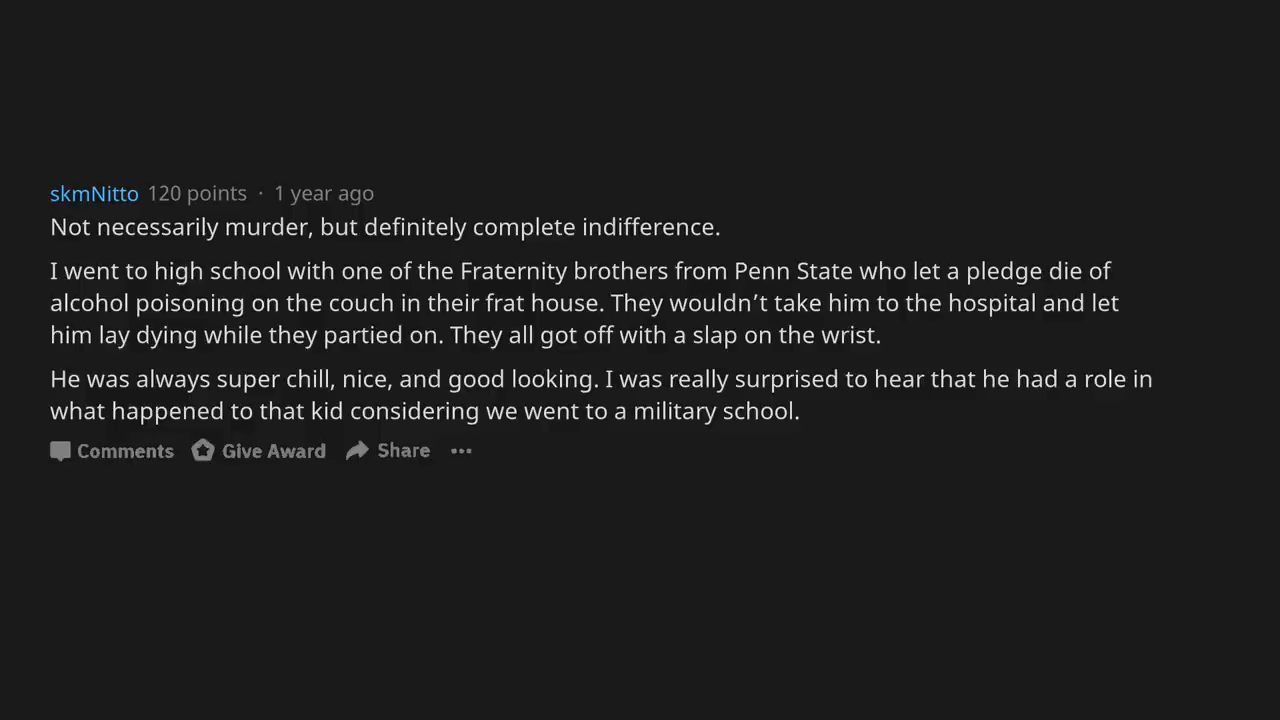 skmNitto 120 points · 1 year ago
Not necessarily murder, but definitely complete indifference.
I went to high school with one of the Fraternity brothers from Penn State who let a pledge die of
alcohol poisoning on the couch in their frat house. They wouldn't take him to the hospital and let
him lay dying while they partied on. They all got off with a slap on the wrist.
He was always super chill, nice, and good looking. I was really surprised to hear that he had a role in
what happened to that kid considering we went to a military school.
Comments Give Award Share ···